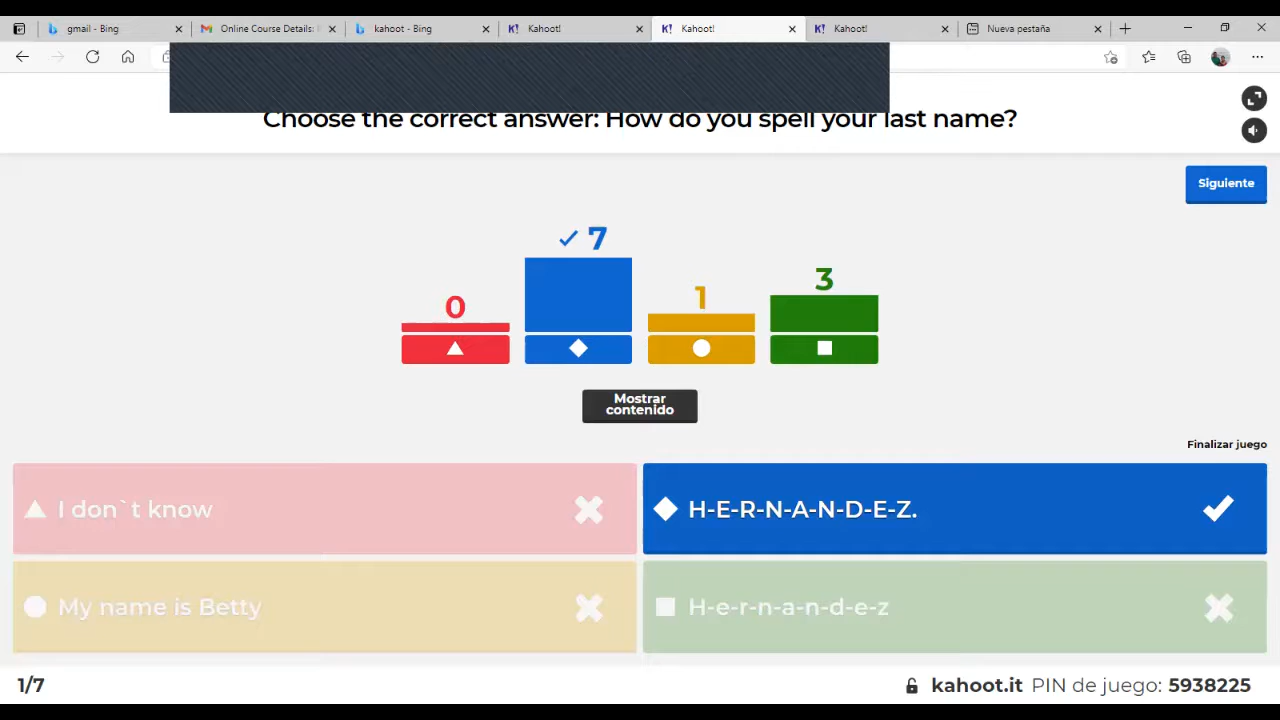 gmail - Bing
Online Course Details:
kahoot - Bing
Kahoot!
Kahoot!
Kahoot!
Nueva pestaña
Choose the correct answer: How do you spell your last name?
Siguiente
0
7
1
3
Mostrar
contenido
Finalizar juego
I don`t know
H-E-R-N-A-N-D-E-Z.
My name is Betty
H-e-r-n-a-n-d-e-z
1/7
kahoot.it PIN de juego: 5938225